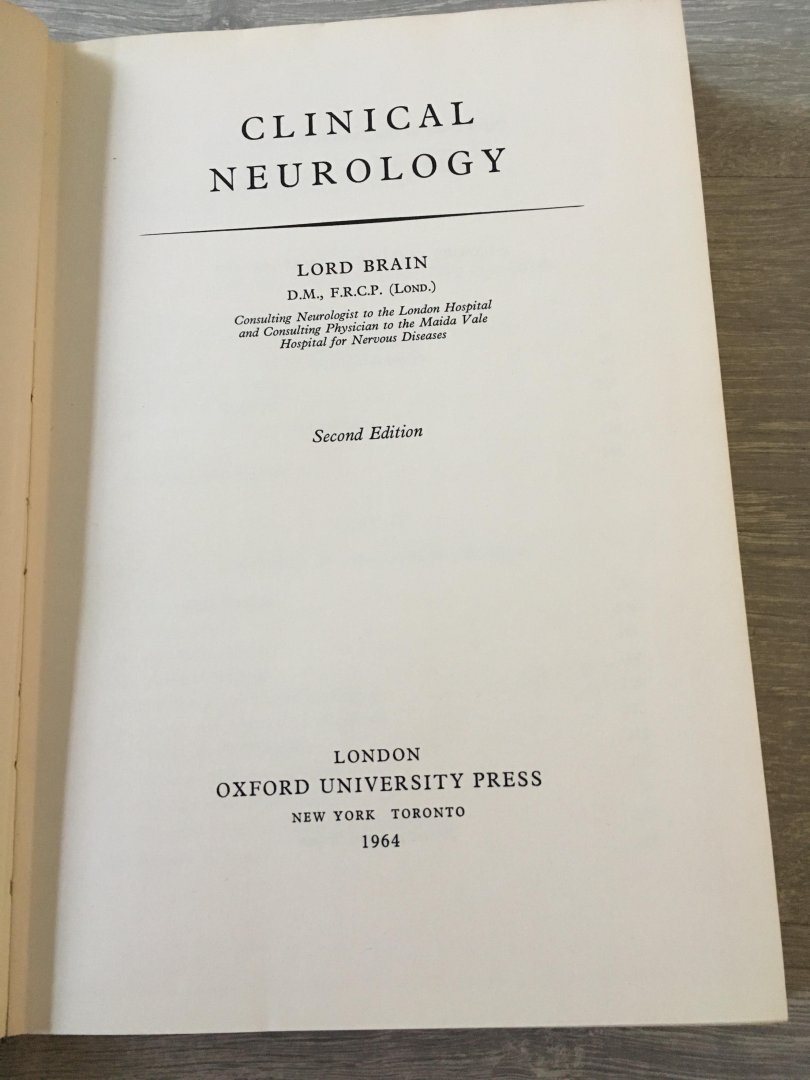 CLINICAL
NEUROLOGY
LORD BRAIN
D.M., F.R.C.P. (LOND.)
Consulting Neurologist to the London Hospital
and Consulting Physician to the Maida Vale
Hospital for Nervous Diseases
Second Edition
LONDON
OXFORD UNIVERSITY PRESS
NEW YORK TORONTO
1964